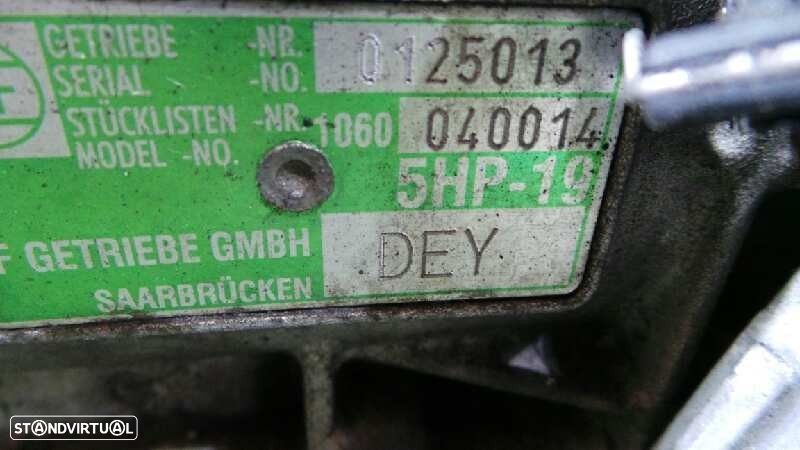 GETRIEBE -NR. 0125013
SERIAL -NO.
STÜCKLISTEN -NR. 1060 040014
MODEL -NO.
5HP-19
F GETRIEBE GMBH DEY
SAARBRÜCKEN
STANDVIRTUAL